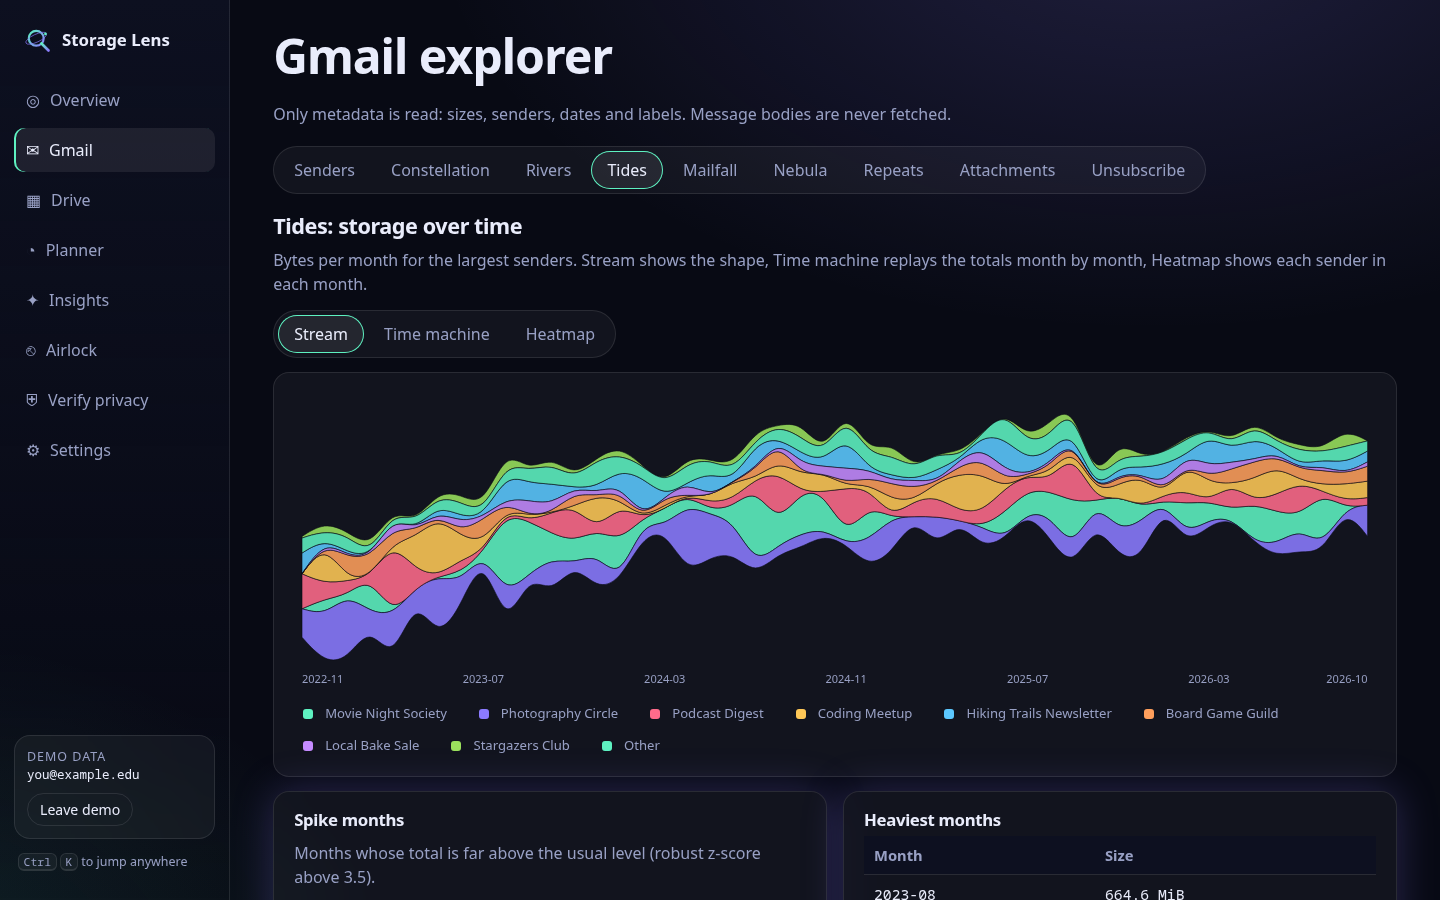 Storage Lens
Overview
Gmail
Drive
Planner
Insights
Airlock
Verify privacy
Settings
DEMO DATA
you@example.edu
Leave demo
Ctrl K to jump anywhere
Gmail explorer
Only metadata is read: sizes, senders, dates and labels. Message bodies are never fetched.
Senders Constellation Rivers Tides Mailfall Nebula Repeats Attachments Unsubscribe
Tides: storage over time
Bytes per month for the largest senders. Stream shows the shape, Time machine replays the totals month by month, Heatmap shows each sender in
each month.
Stream Time machine Heatmap
2022-11 2023-07 2024-03 2024-11 2025-07 2026-03 2026-10
Movie Night Society Photography Circle Podcast Digest Coding Meetup Hiking Trails Newsletter Board Game Guild
Local Bake Sale Stargazers Club Other
Spike months
Months whose total is far above the usual level (robust z-score
above 3.5).
Heaviest months
Month Size
2023-08 664.6 MiB